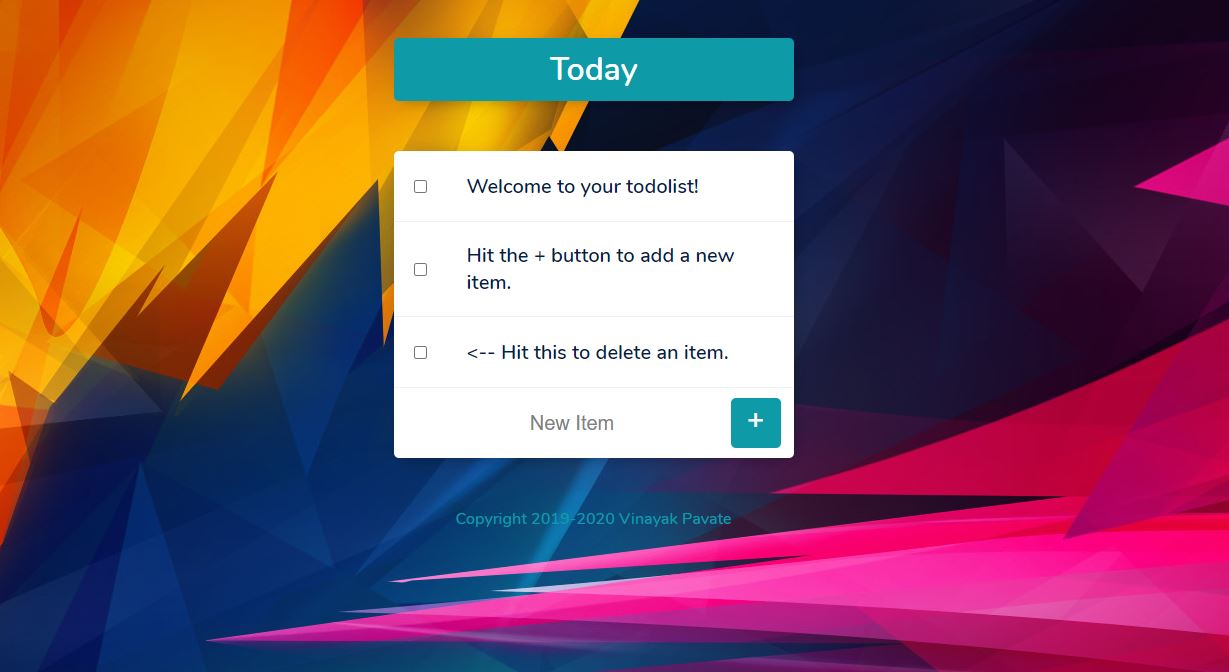 Today
Welcome to your todolist!
Hit the + button to add a new
item.
<-- Hit this to delete an item.
New Item
+
Copyright 2019-2020 Vinayak Pavate